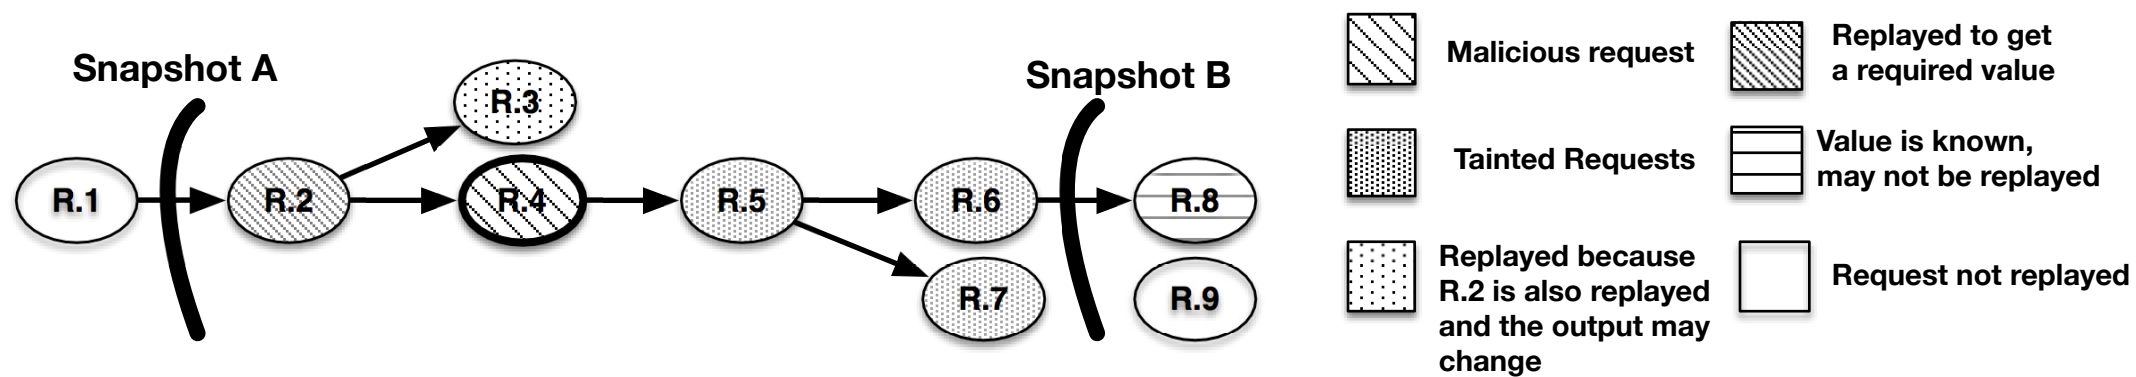 Snapshot A
Snapshot B
R.1
R.2
R.3
R.4
R.5
R.6
R.7
R.8
R.9
Malicious request
Replayed to get
a required value
Tainted Requests
Value is known,
may not be replayed
Replayed because
R.2 is also replayed
and the output may
change
Request not replayed